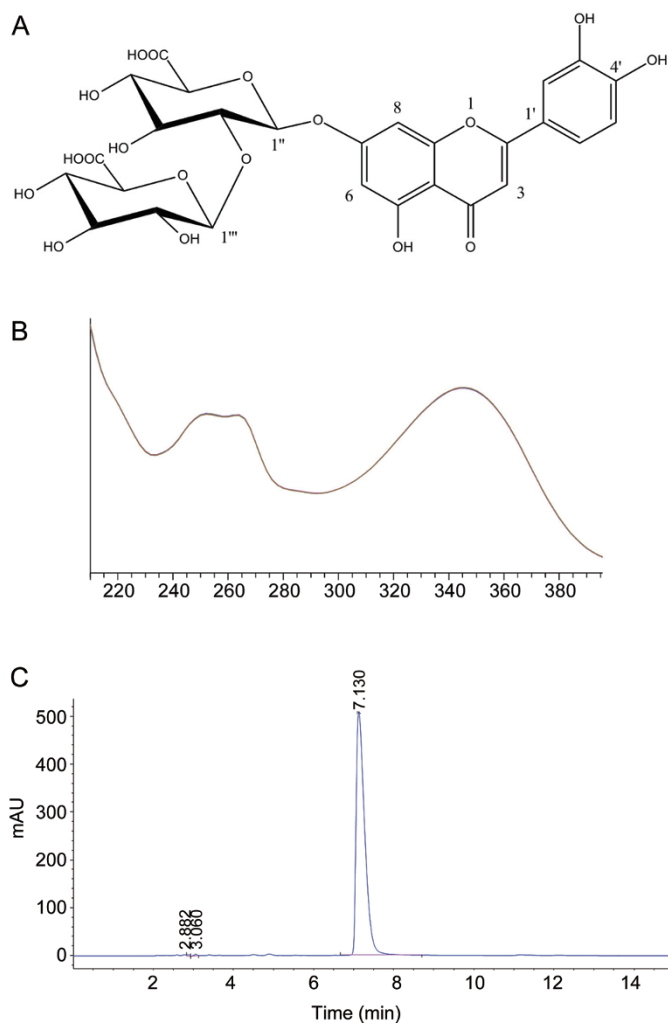 A
OH
HOOC
O
O
HO
OH
4'
8
1
O
1'
HO
1"
O
HOOC
O
O
6
3
HO
HO
OH
1'''
OH
O
B
220 240 260 280 300 320 340 360 380
C
7.130
500
400
300
200
100
0
mAU
2.882
3.060
2 4 6 8 10 12 14
Time (min)